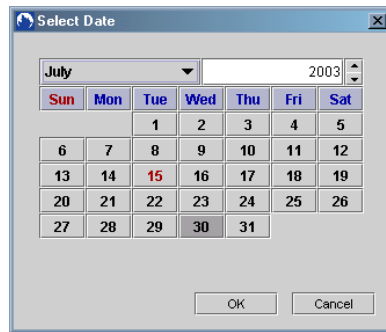 Select Date
July 2003
Sun Mon Tue Wed Thu Fri Sat
1 2 3 4 5
6 7 8 9 10 11 12
13 14 15 16 17 18 19
20 21 22 23 24 25 26
27 28 29 30 31
OK Cancel